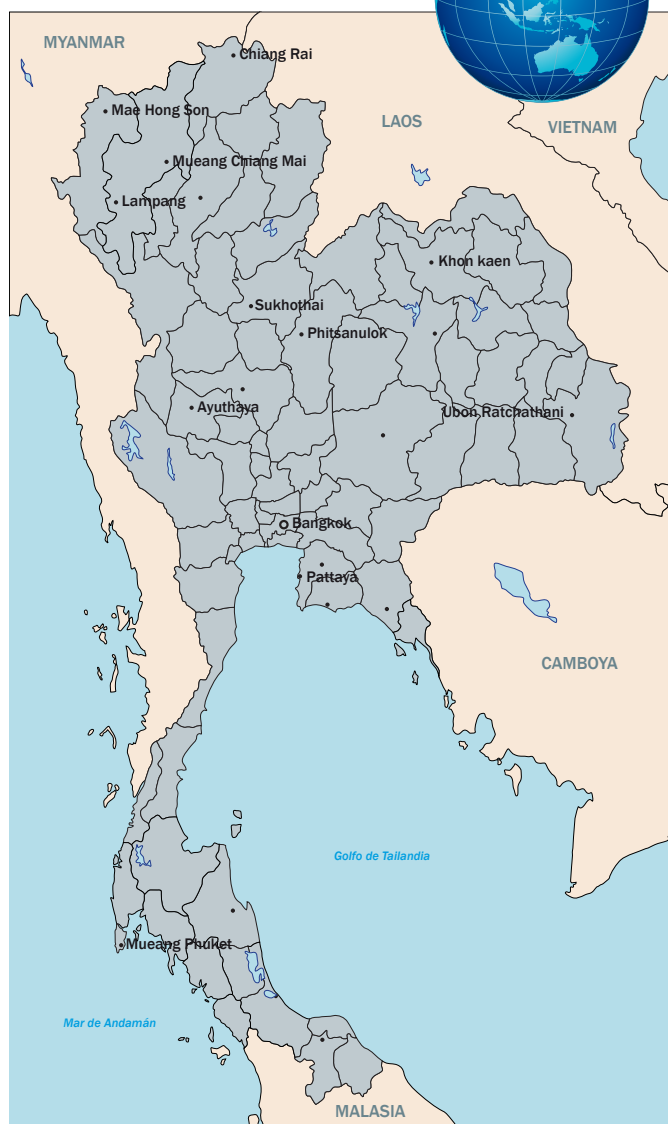 MYANMAR
Chiang Rai
Mae Hong Son
LAOS
VIETNAM
Mueang Chiang Mai
Lampang
Khon kaen
Sukhothai
Phitsanulok
Ayuthaya
Ubon Ratchathani
Bangkok
Pattaya
CAMBOYA
Golfo de Tailandia
Mueang Phuket
Mar de Andamán
MALASIA